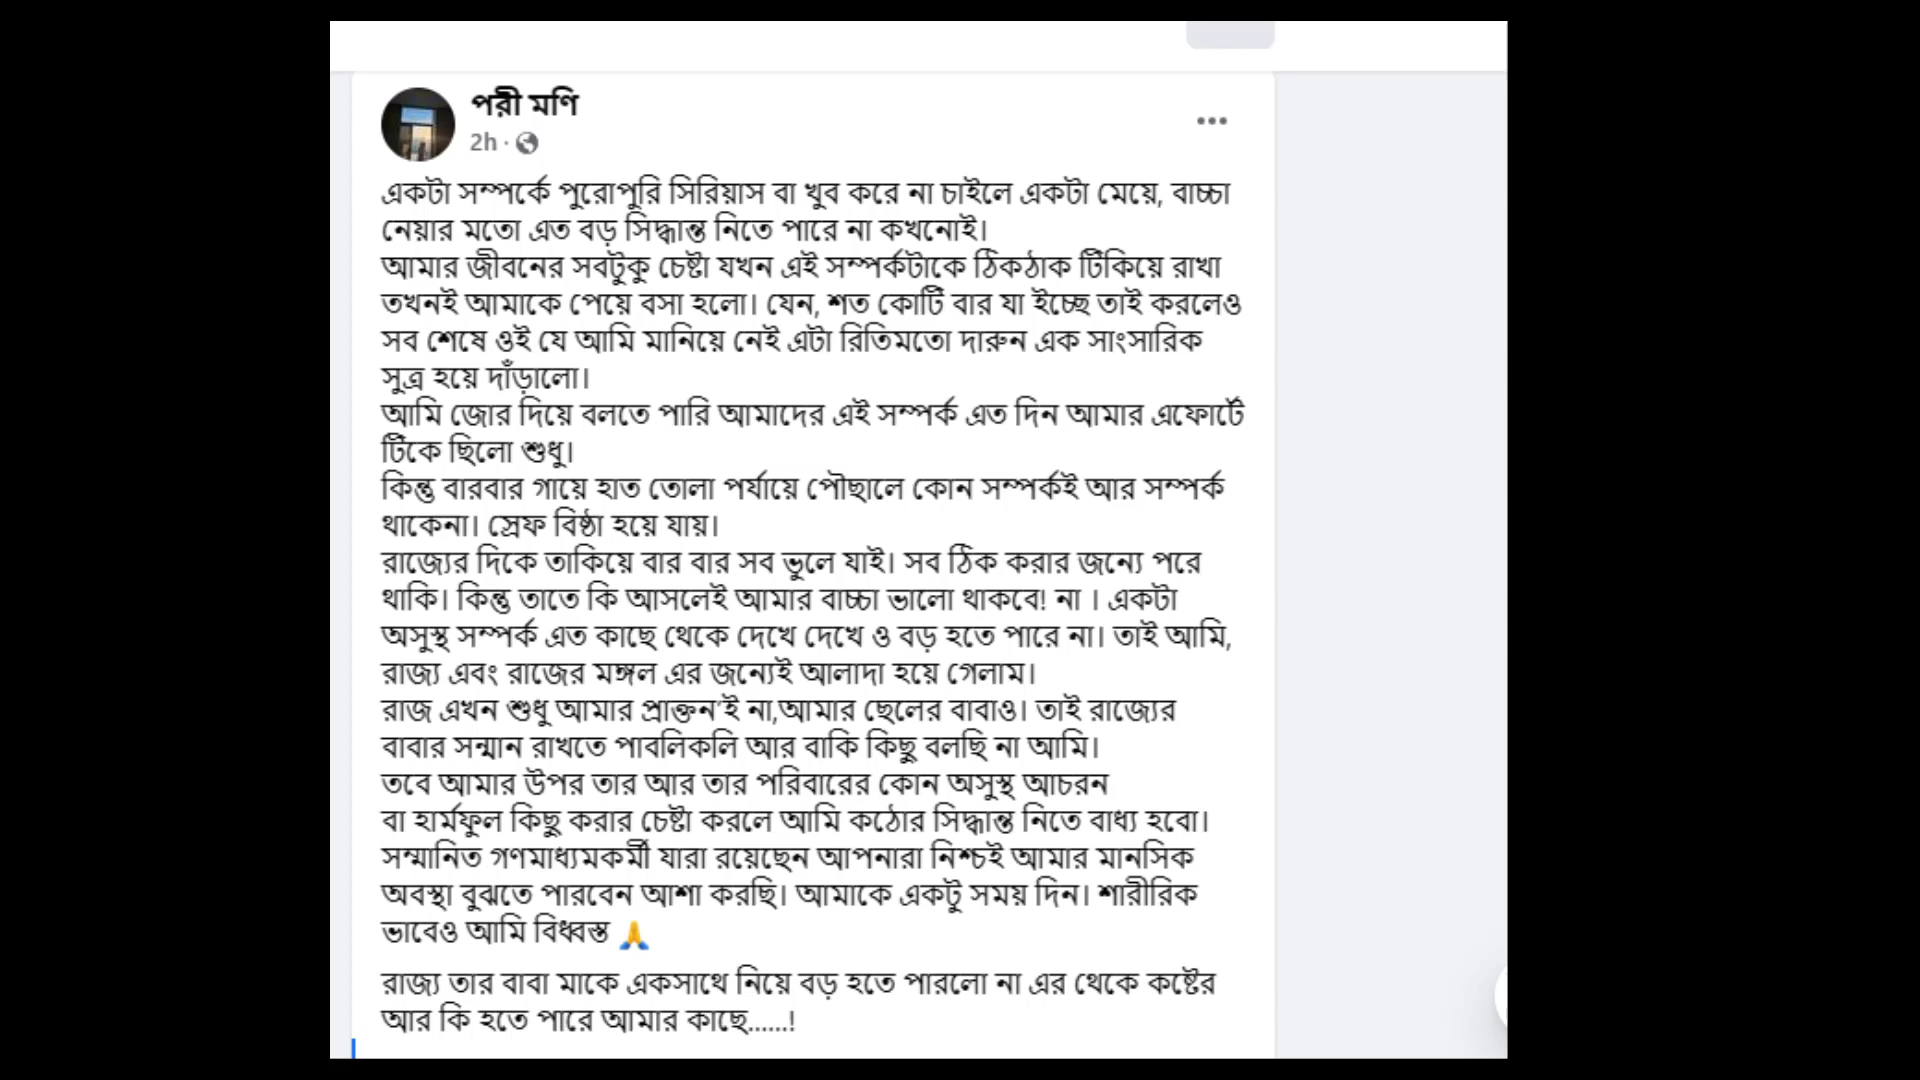 পরী মণি
2h ·
একটা সম্পর্কে পুরোপুরি সিরিয়াস বা খুব করে না চাইলে একটা মেয়ে, বাচ্চা
নেয়ার মতো এত বড় সিদ্ধান্ত নিতে পারে না কখনোই।
আমার জীবনের সবটুকু চেষ্টা যখন এই সম্পর্কটাকে ঠিকঠাক টিকিয়ে রাখা
তখনই আমাকে পেয়ে বসা হলো। যেন, শত কোটি বার যা ইচ্ছে তাই করলেও
সব শেষে ওই যে আমি মানিয়ে নেই এটা রিতিমতো দারুন এক সাংসারিক
সুত্র হয়ে দাঁড়ালো।
আমি জোর দিয়ে বলতে পারি আমাদের এই সম্পর্ক এত দিন আমার এফোর্টে
টিকে ছিলো শুধু।
কিন্তু বারবার গায়ে হাত তোলা পর্যায়ে পৌছালে কোন সম্পর্কই আর সম্পর্ক
থাকেনা। স্রেফ বিষ্ঠা হয়ে যায়।
রাজ্যের দিকে তাকিয়ে বার বার সব ভুলে যাই। সব ঠিক করার জন্যে পরে
থাকি। কিন্তু তাতে কি আসলেই আমার বাচ্চা ভালো থাকবে! না । একটা
অসুস্থ সম্পর্ক এত কাছে থেকে দেখে দেখে ও বড় হতে পারে না। তাই আমি,
রাজ্য এবং রাজের মঙ্গল এর জন্যেই আলাদা হয়ে গেলাম।
রাজ এখন শুধু আমার প্রাক্তন'ই না,আমার ছেলের বাবাও। তাই রাজ্যের
বাবার সন্মান রাখতে পাবলিকলি আর বাকি কিছু বলছি না আমি।
তবে আমার উপর তার আর তার পরিবারের কোন অসুস্থ আচরন
বা হার্মফুল কিছু করার চেষ্টা করলে আমি কঠোর সিদ্ধান্ত নিতে বাধ্য হবো।
সম্মানিত গণমাধ্যমকর্মী যারা রয়েছেন আপনারা নিশ্চই আমার মানসিক
অবস্থা বুঝতে পারবেন আশা করছি। আমাকে একটু সময় দিন। শারীরিক
ভাবেও আমি বিধ্বস্ত 🙏
রাজ্য তার বাবা মাকে একসাথে নিয়ে বড় হতে পারলো না এর থেকে কষ্টের
আর কি হতে পারে আমার কাছে......!